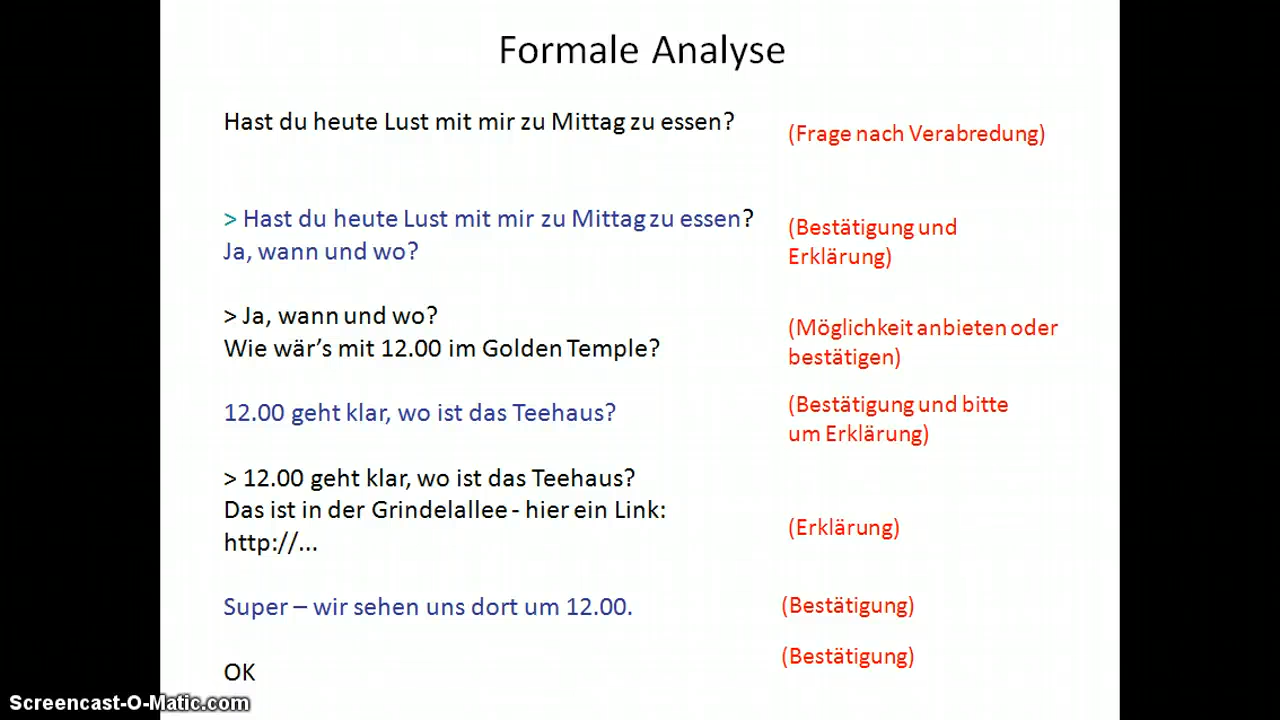 Formale Analyse
Hast du heute Lust mit mir zu Mittag zu essen?
(Frage nach Verabredung)
> Hast du heute Lust mit mir zu Mittag zu essen?
Ja, wann und wo?
(Bestätigung und
Erklärung)
> Ja, wann und wo?
Wie wär's mit 12.00 im Golden Temple?
(Möglichkeit anbieten oder
bestätigen)
12.00 geht klar, wo ist das Teehaus?
(Bestätigung und bitte
um Erklärung)
> 12.00 geht klar, wo ist das Teehaus?
Das ist in der Grindelallee - hier ein Link:
http://...
(Erklärung)
Super – wir sehen uns dort um 12.00.
(Bestätigung)
OK
(Bestätigung)
Screencast-O-Matic.com